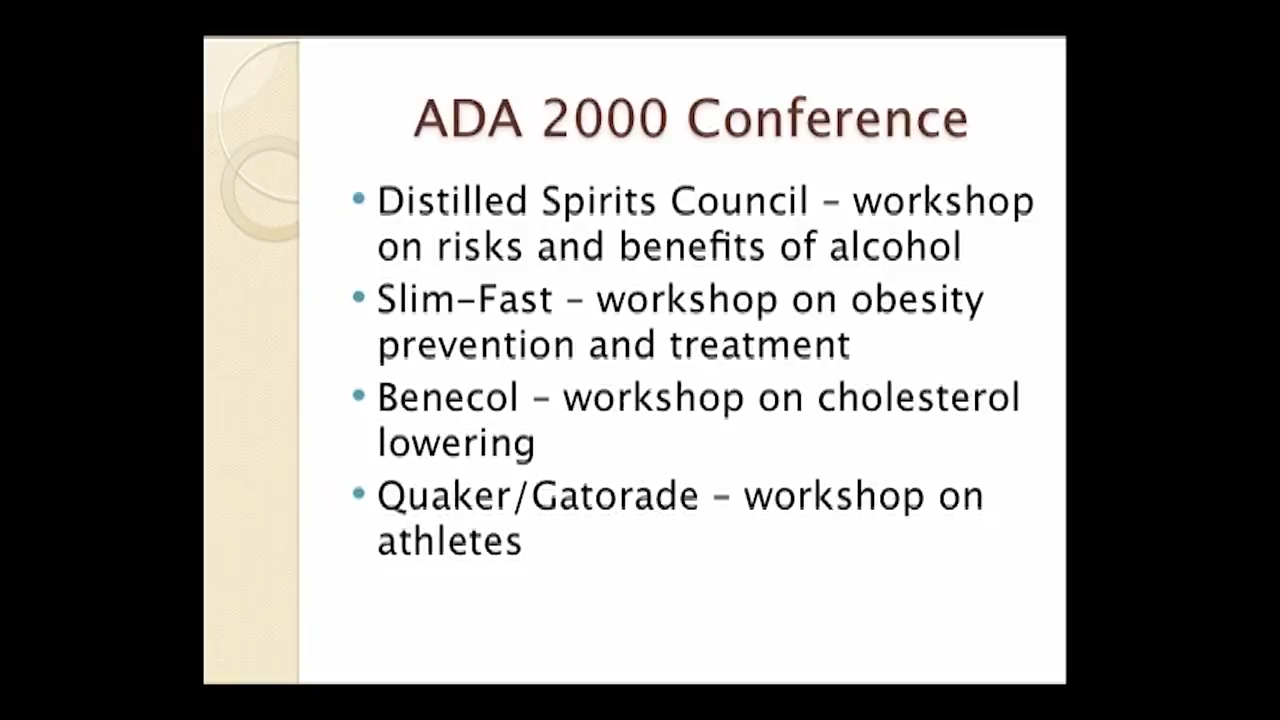 ADA 2000 Conference
• Distilled Spirits Council – workshop
on risks and benefits of alcohol
• Slim-Fast – workshop on obesity
prevention and treatment
• Benecol – workshop on cholesterol
lowering
• Quaker/Gatorade – workshop on
athletes